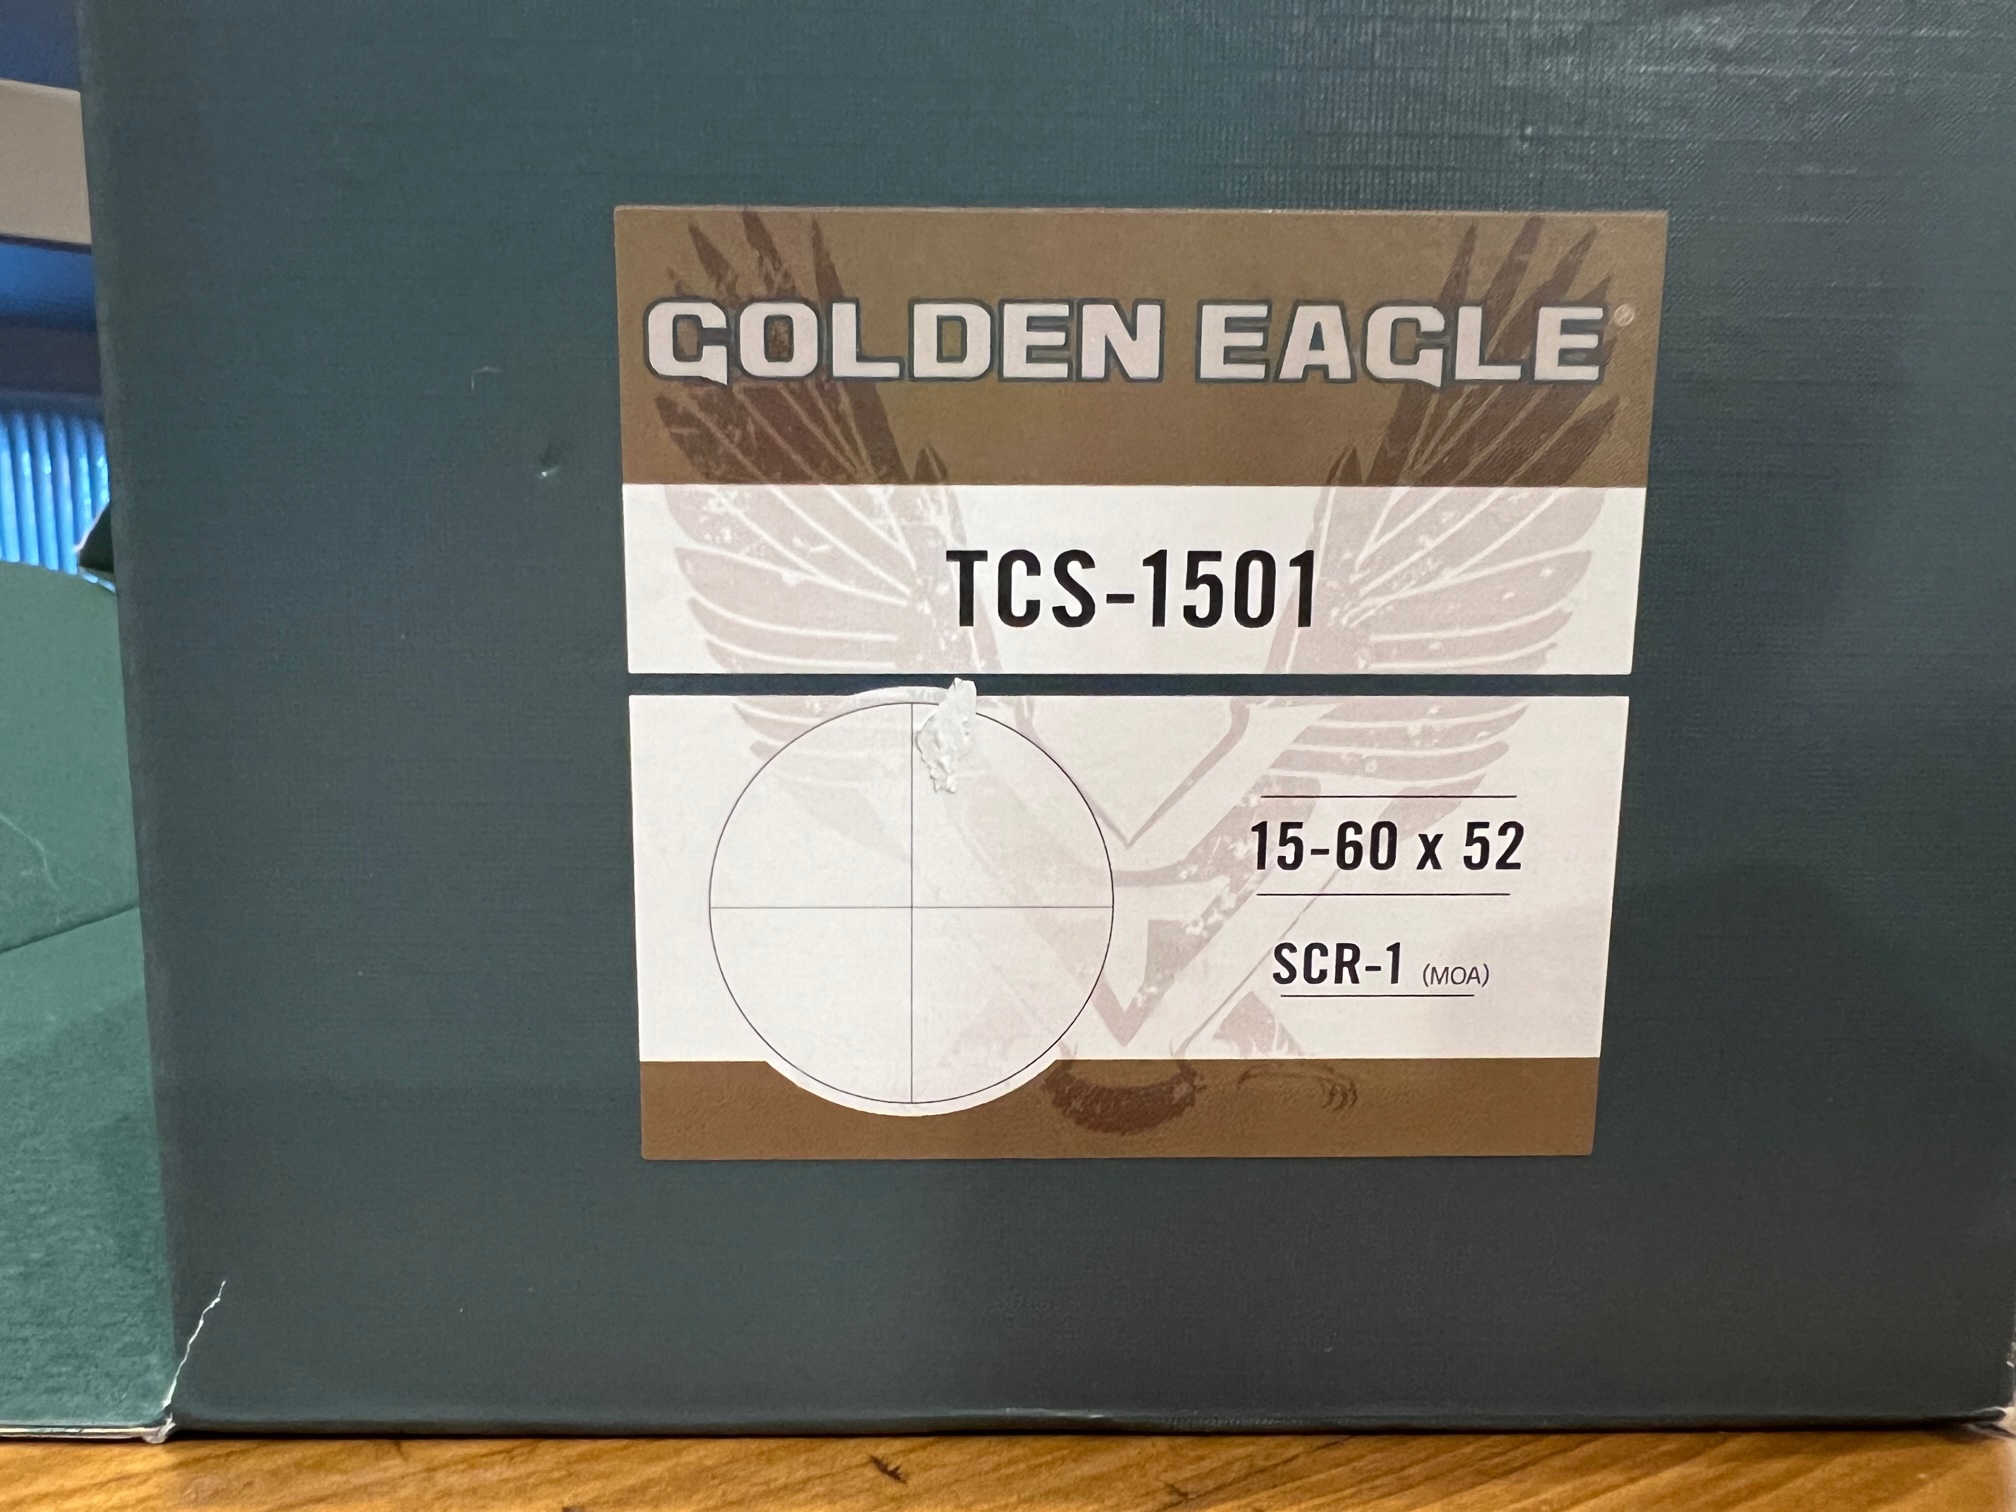 GOLDEN EAGLE®
TCS-1501
15-60 x 52
SCR-1 (MOA)